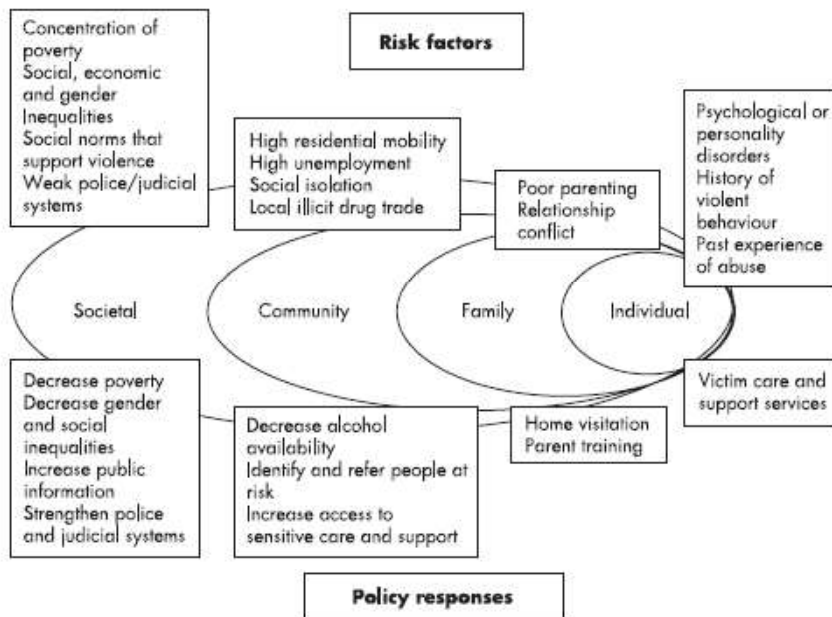 Risk factors
Concentration of
poverty
Social, economic
and gender
Inequalities
Social norms that
support violence
Weak police/judicial
systems
High residential mobility
High unemployment
Social isolation
Local illicit drug trade
Poor parenting
Relationship
conflict
Psychological or
personality
disorders
History of
violent
behaviour
Past experience
of abuse
Societal
Community
Family
Individual
Decrease poverty
Decrease gender
and social
inequalities
Increase public
information
Strengthen police
and judicial systems
Decrease alcohol
availability
Identify and refer people at
risk
Increase access to
sensitive care and support
Home visitation
Parent training
Victim care and
support services
Policy responses